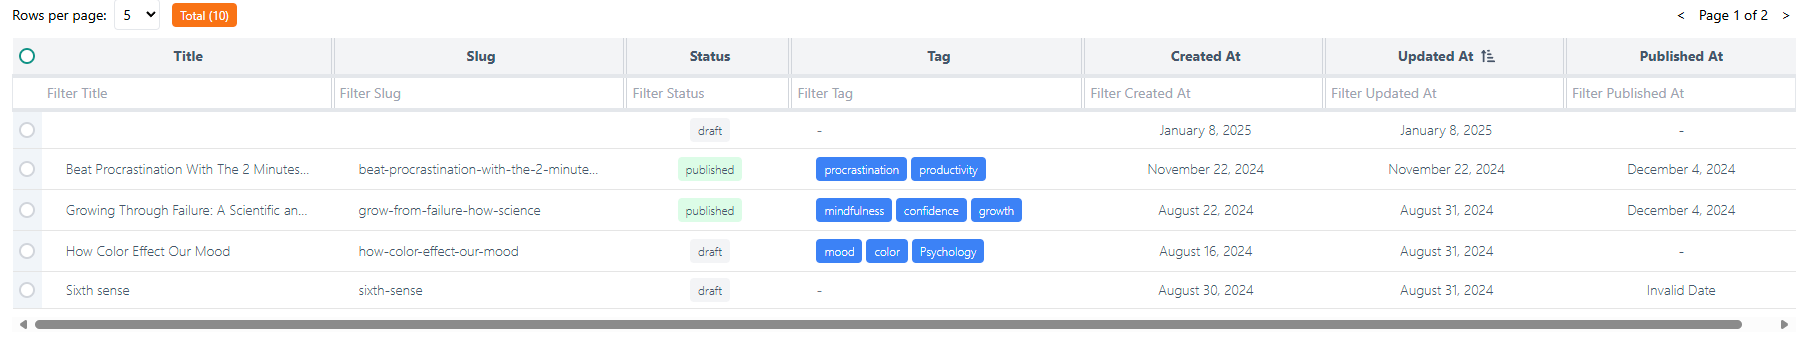 Rows per page: 5 Total (10) < Page 1 of 2 >
Title Slug Status Tag Created At Updated At Published At
Filter Title Filter Slug Filter Status Filter Tag Filter Created At Filter Updated At Filter Published At
draft - January 8, 2025 January 8, 2025 -
Beat Procrastination With The 2 Minutes... beat-procrastination-with-the-2-minute... published procrastination productivity November 22, 2024 November 22, 2024 December 4, 2024
Growing Through Failure: A Scientific an... grow-from-failure-how-science published mindfulness confidence growth August 22, 2024 August 31, 2024 December 4, 2024
How Color Effect Our Mood how-color-effect-our-mood draft mood color Psychology August 16, 2024 August 31, 2024 -
Sixth sense sixth-sense draft - August 30, 2024 August 31, 2024 Invalid Date